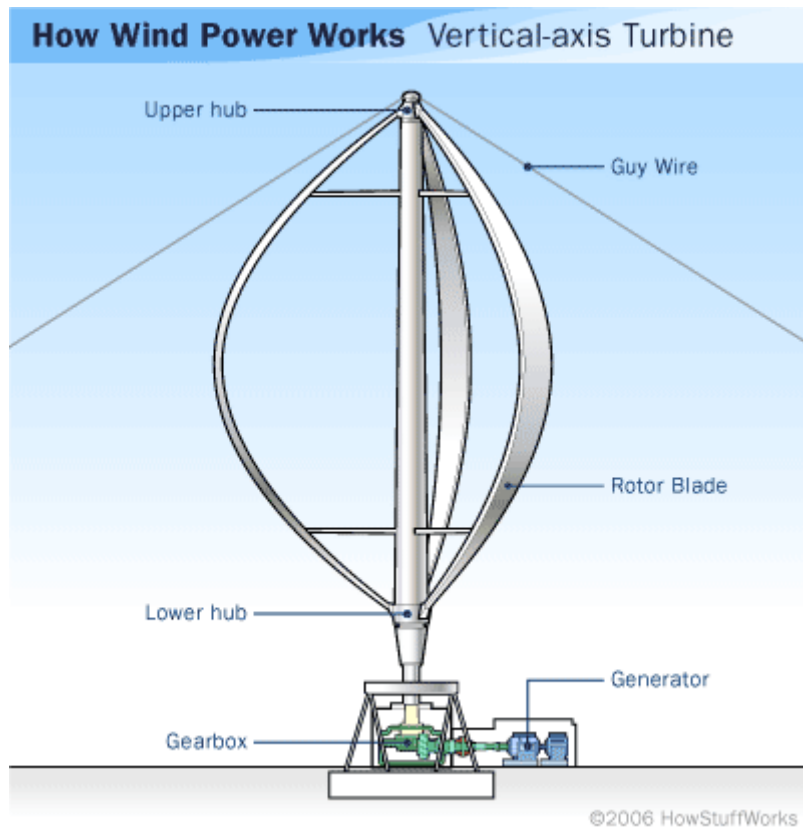 How Wind Power Works Vertical-axis Turbine
Upper hub
Guy Wire
Rotor Blade
Lower hub
Generator
Gearbox
©2006 HowStuffWorks